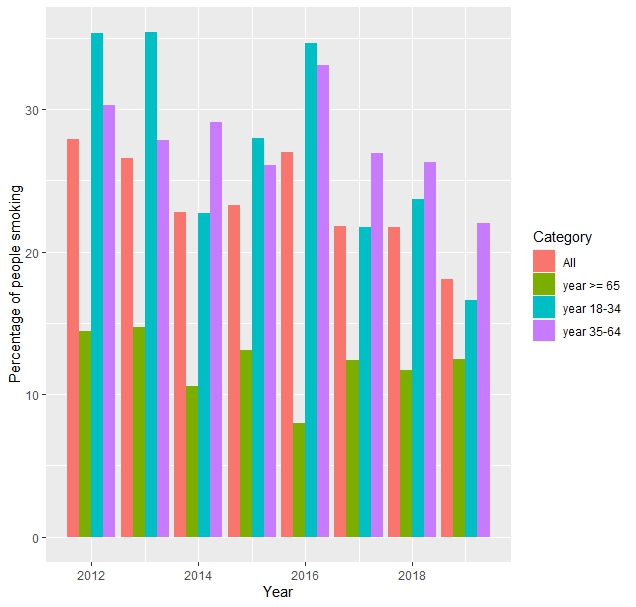 Percentage of people smoking
30
20
10
0
2012 2014 2016 2018
Year
Category
All
year >= 65
year 18-34
year 35-64